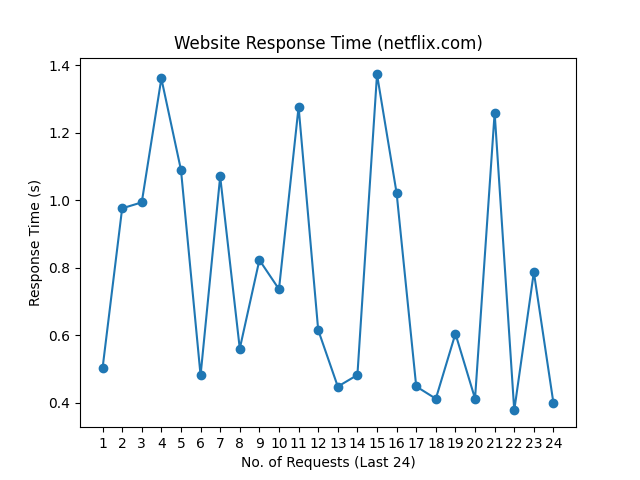 Website Response Time (netflix.com)
1.4
1.2
1.0
0.8
0.6
0.4
Response Time (s)
1 2 3 4 5 6 7 8 9 10 11 12 13 14 15 16 17 18 19 20 21 22 23 24
No. of Requests (Last 24)